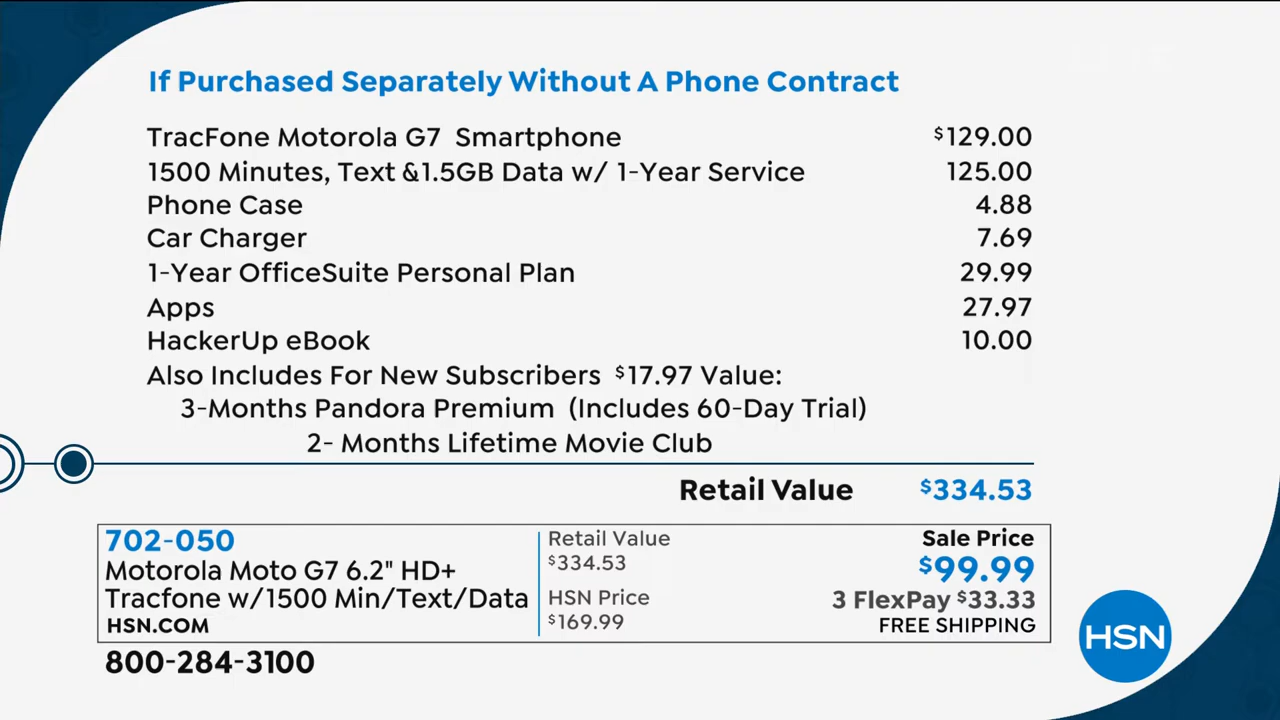 If Purchased Separately Without A Phone Contract
TracFone Motorola G7 Smartphone $129.00
1500 Minutes, Text &1.5GB Data w/ 1-Year Service 125.00
Phone Case 4.88
Car Charger 7.69
1-Year OfficeSuite Personal Plan 29.99
Apps 27.97
HackerUp eBook 10.00
Also Includes For New Subscribers $17.97 Value:
3-Months Pandora Premium (Includes 60-Day Trial)
2- Months Lifetime Movie Club
Retail Value $334.53
702-050
Motorola Moto G7 6.2" HD+
Tracfone w/1500 Min/Text/Data
HSN.COM
Retail Value
$334.53
HSN Price
$169.99
Sale Price
$99.99
3 FlexPay $33.33
FREE SHIPPING
800-284-3100
HSN